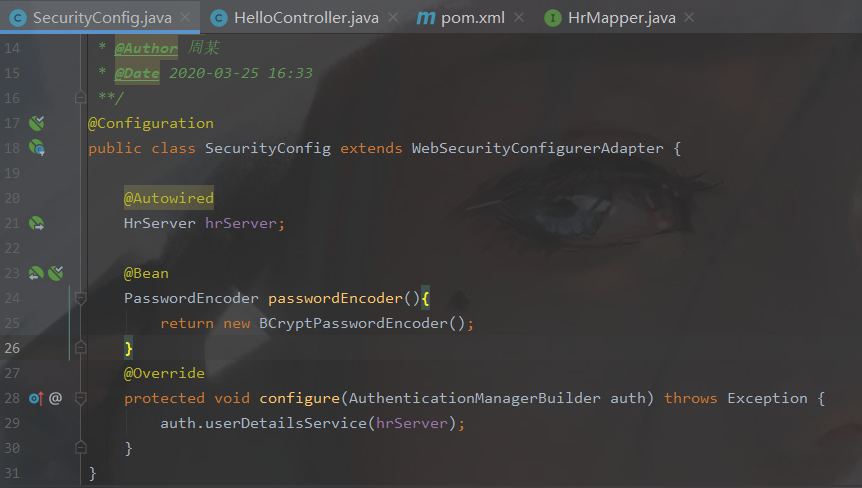 SecurityConfig.java HelloController.java pom.xml HrMapper.java
14 * @Author 周某
15 * @Date 2020-03-25 16:33
16 **/
17 @Configuration
18 public class SecurityConfig extends WebSecurityConfigurerAdapter {
19
20 @Autowired
21 HrServer hrServer;
22
23 @Bean
24 PasswordEncoder passwordEncoder(){
25 return new BCryptPasswordEncoder();
26 }
27 @Override
28 protected void configure(AuthenticationManagerBuilder auth) throws Exception {
29 auth.userDetailsService(hrServer);
30 }
31 }